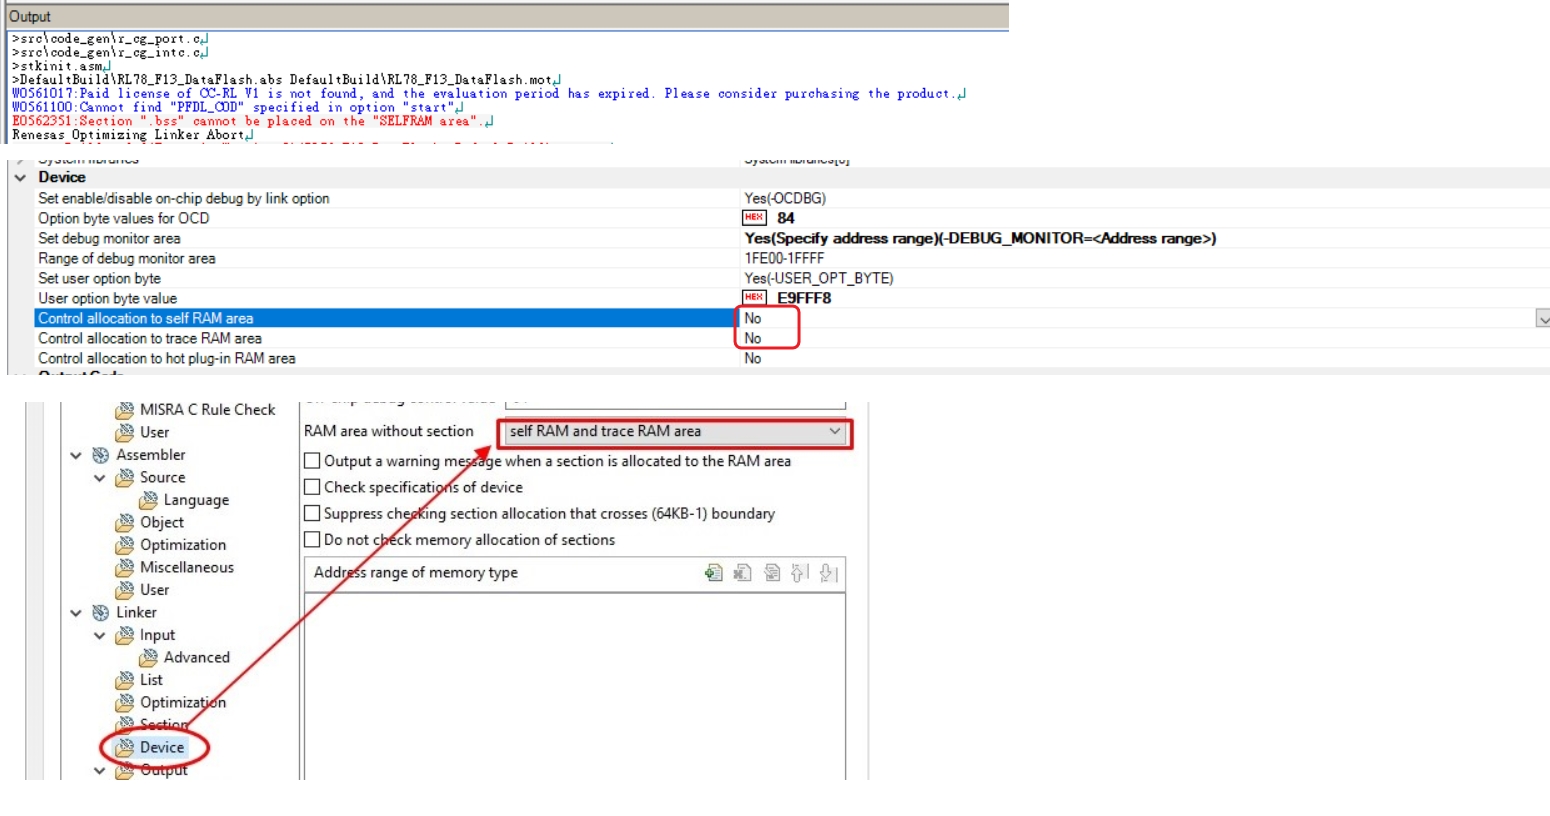 Output
>src\code_gen\r_cg_port.c
>src\code_gen\r_cg_intc.c
>stkinit.asm
>DefaultBuild\RL78_F13_DataFlash.abs DefaultBuild\RL78_F13_DataFlash.mot
W0561017:Paid license of CC-RL V1 is not found, and the evaluation period has expired. Please consider purchasing the product.
W0561100:Cannot find "PFDL_COD" specified in option "start"
E0562351:Section ".bss" cannot be placed on the "SELFRAM area".
Renesas Optimizing Linker Abort
System libraries System libraries[0]
Device
Set enable/disable on-chip debug by link option Yes(-OCDBG)
Option byte values for OCD HEX 84
Set debug monitor area Yes(Specify address range)(-DEBUG_MONITOR=<Address range>)
Range of debug monitor area 1FE00-1FFFF
Set user option byte Yes(-USER_OPT_BYTE)
User option byte value HEX E9FFF8
Control allocation to self RAM area No
Control allocation to trace RAM area No
Control allocation to hot plug-in RAM area No
Output Code
MISRA C Rule Check
User
Assembler
Source
Language
Object
Optimization
Miscellaneous
User
Linker
Input
Advanced
List
Optimization
Section
Device
Output
RAM area without section self RAM and trace RAM area
Output a warning message when a section is allocated to the RAM area
Check specifications of device
Suppress checking section allocation that crosses (64KB-1) boundary
Do not check memory allocation of sections
Address range of memory type